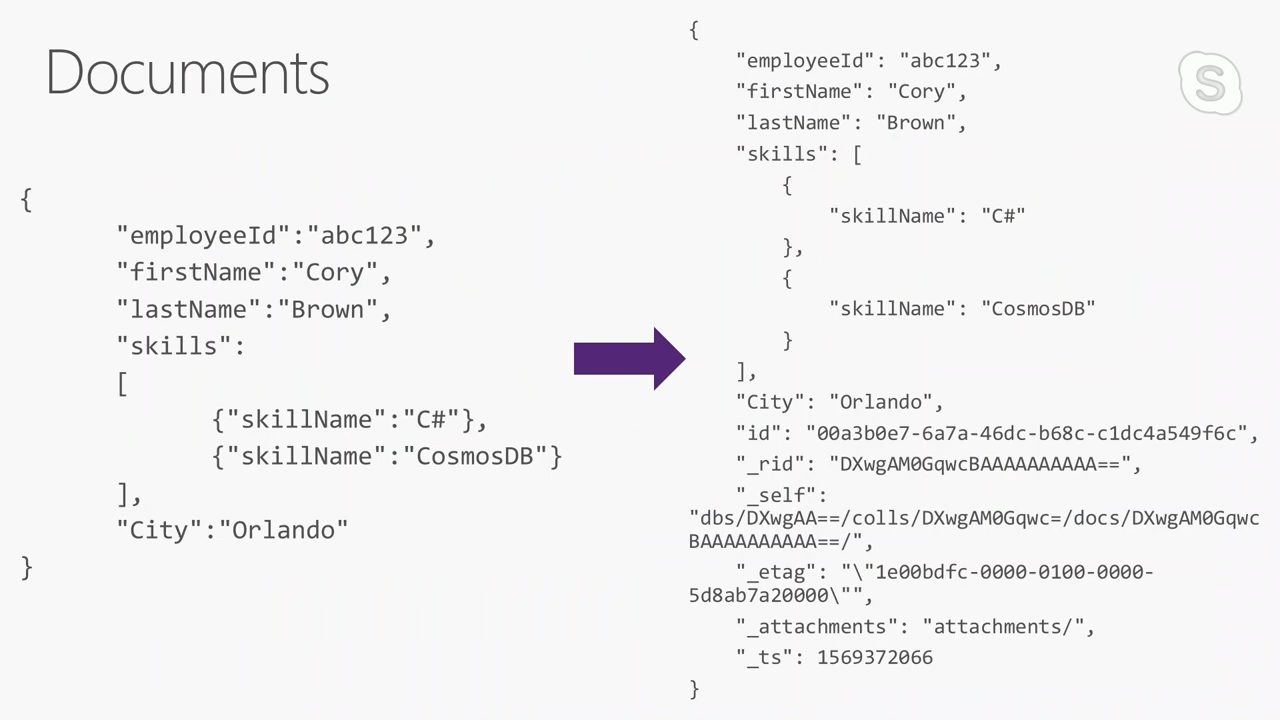 Documents
{
"employeeId":"abc123",
"firstName":"Cory",
"lastName":"Brown",
"skills":
[
{"skillName":"C#"},
{"skillName":"CosmosDB"}
],
"City":"Orlando"
}
{
"employeeId": "abc123",
"firstName": "Cory",
"lastName": "Brown",
"skills": [
{
"skillName": "C#"
},
{
"skillName": "CosmosDB"
}
],
"City": "Orlando",
"id": "00a3b0e7-6a7a-46dc-b68c-c1dc4a549f6c",
"_rid": "DXwgAM0GqwcBAAAAAAAAAA==",
"_self":
"dbs/DXwgAA==/colls/DXwgAM0Gqwc=/docs/DXwgAM0Gqwc
BAAAAAAAAAA==/",
"_etag": "\"1e00bdfc-0000-0100-0000-
5d8ab7a20000\"",
"_attachments": "attachments/",
"_ts": 1569372066
}
S